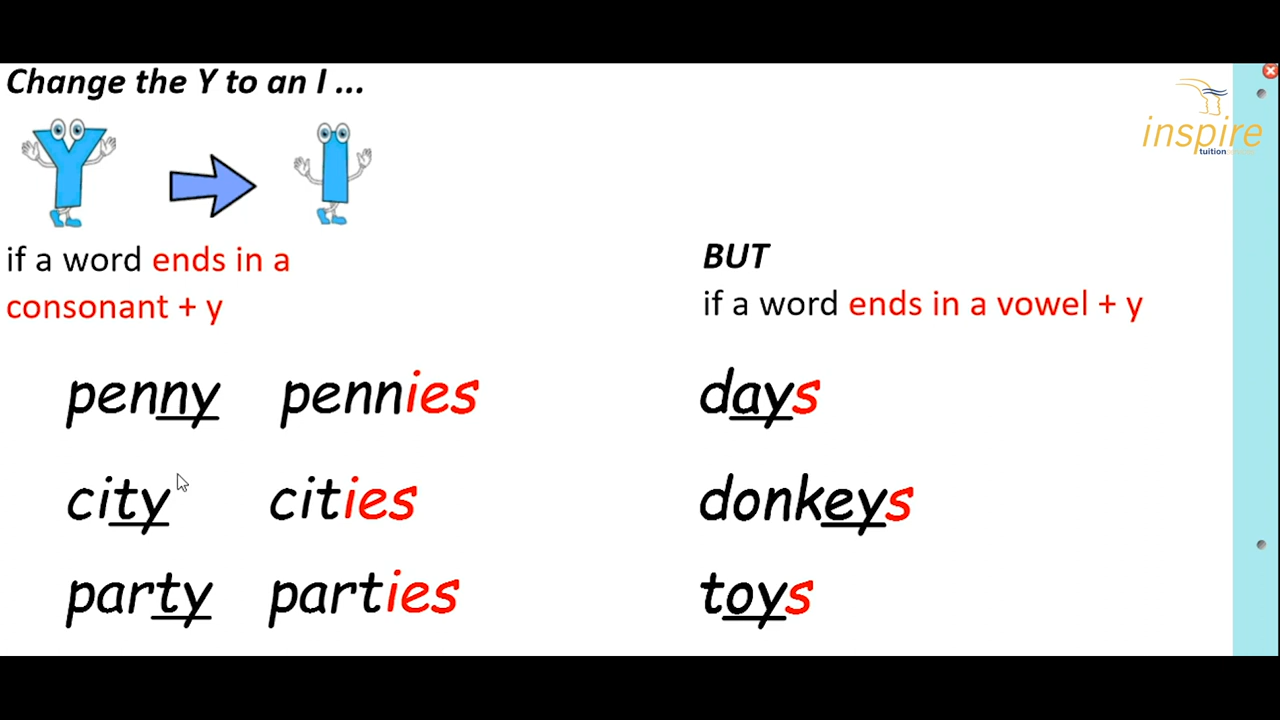 Change the Y to an I ...
inspire
tuition
if a word ends in a
consonant + y
penny pennies
city cities
party parties
BUT
if a word ends in a vowel + y
days
donkeys
toys